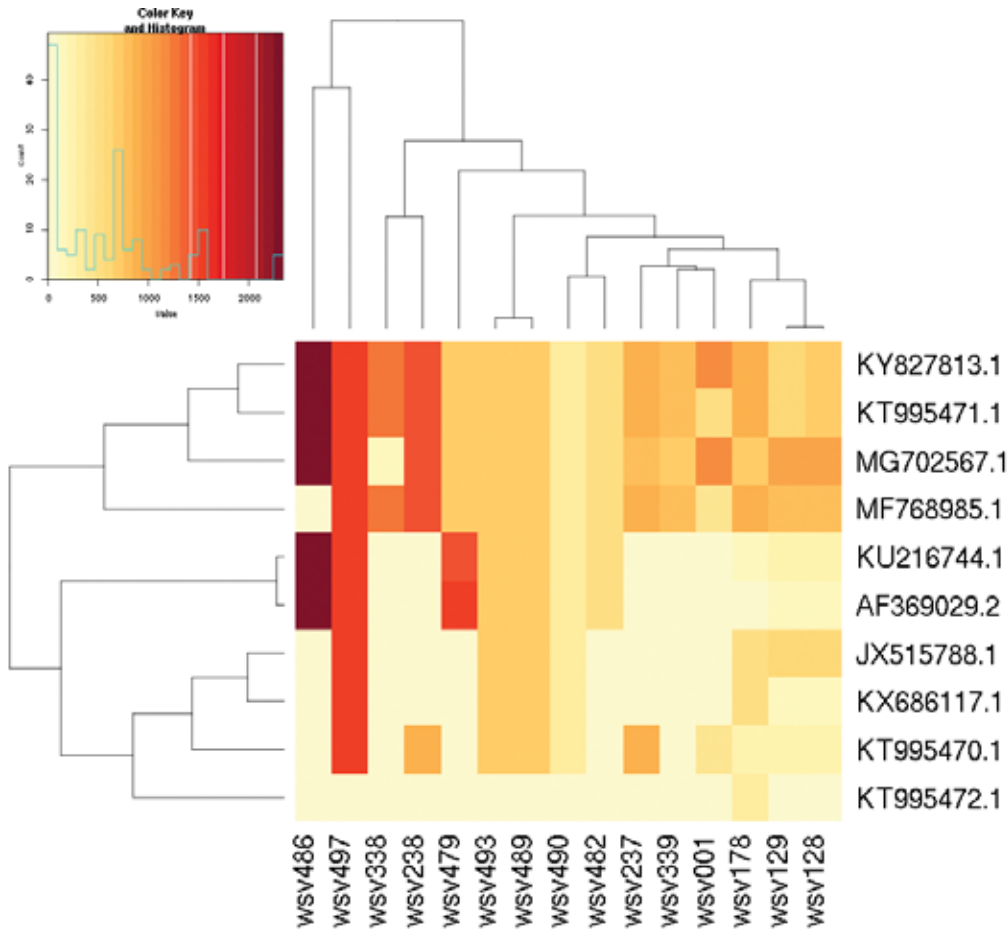 Color Key
and Histogram
Count
0 10 20 30 40
0 500 1000 1500 2000
Value
KY827813.1
KT995471.1
MG702567.1
MF768985.1
KU216744.1
AF369029.2
JX515788.1
KX686117.1
KT995470.1
KT995472.1
wsv486
wsv497
wsv338
wsv238
wsv479
wsv493
wsv489
wsv490
wsv482
wsv237
wsv339
wsv001
wsv178
wsv129
wsv128